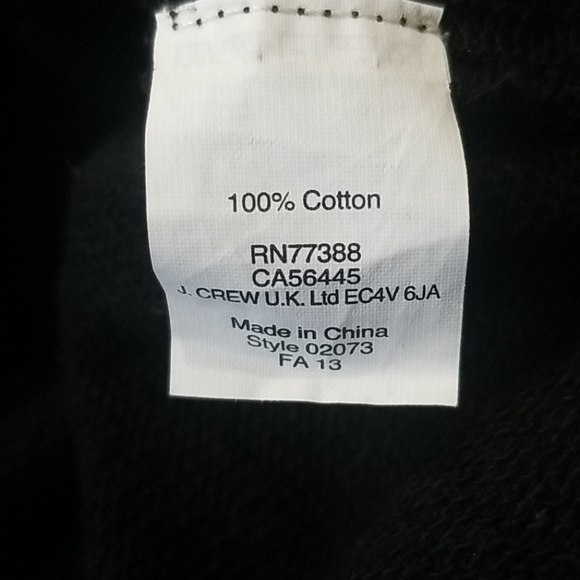 100% Cotton
RN77388
CA56445
J. CREW U.K. Ltd EC4V 6JA
Made in China
Style 02073
FA 13